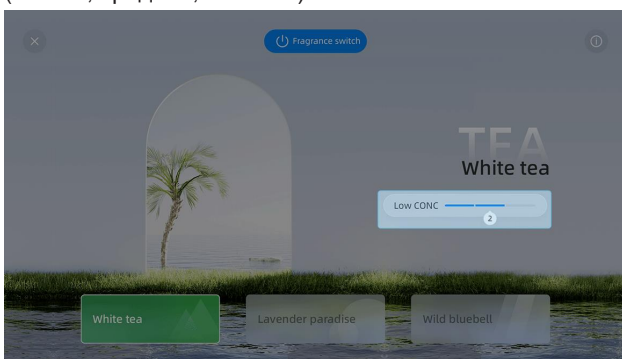 Fragrance switch
TEA
White tea
Low CONC
2
White tea
Lavender paradise
Wild bluebell